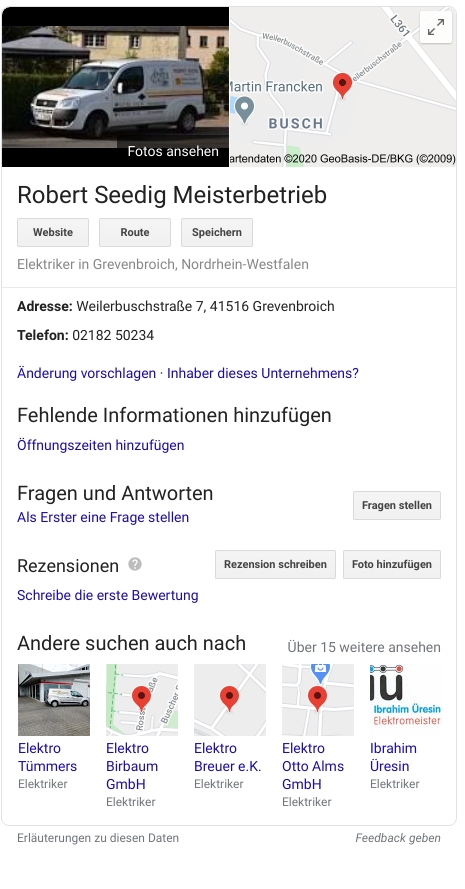 L361
Weilerbuschstraße
eilerbuschstraße
Martin Francken
BUSCH
Fotos ansehen
artendaten ©2020 GeoBasis-DE/BKG (©2009)
Robert Seedig Meisterbetrieb
Website Route Speichern
Elektriker in Grevenbroich, Nordrhein-Westfalen
Adresse: Weilerbuschstraße 7, 41516 Grevenbroich
Telefon: 02182 50234
Änderung vorschlagen · Inhaber dieses Unternehmens?
Fehlende Informationen hinzufügen
Öffnungszeiten hinzufügen
Fragen und Antworten
Fragen stellen
Als Erster eine Frage stellen
Rezensionen ?
Rezension schreiben Foto hinzufügen
Schreibe die erste Bewertung
Andere suchen auch nach
Über 15 weitere ansehen
Buscher
iu
Ibrahim Üresin
Elektromeister
Elektro
Tümmers
Elektriker
Elektro
Birbaum
GmbH
Elektriker
Elektro
Breuer e.K.
Elektriker
Elektro
Otto Alms
GmbH
Elektriker
Ibrahim
Üresin
Elektriker
Erläuterungen zu diesen Daten
Feedback geben